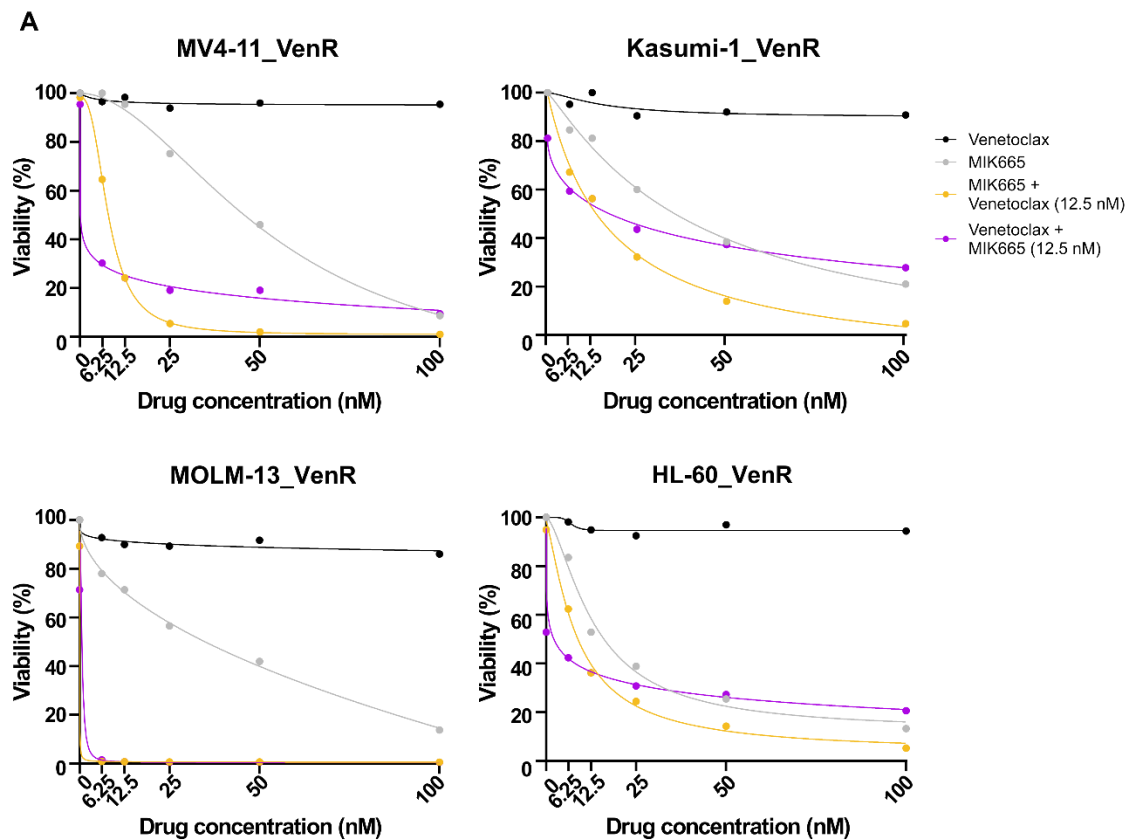 A
MV4-11_VenR
Viability (%)
100
80
60
40
20
0
0
6.25
12.5
25
50
100
Drug concentration (nM)
Kasumi-1_VenR
Viability (%)
100
80
60
40
20
0
0
6.25
12.5
25
50
100
Drug concentration (nM)
Venetoclax
MIK665
MIK665 +
Venetoclax (12.5 nM)
Venetoclax +
MIK665 (12.5 nM)
MOLM-13_VenR
Viability (%)
100
80
60
40
20
0
0
6.25
12.5
25
50
100
Drug concentration (nM)
HL-60_VenR
Viability (%)
100
80
60
40
20
0
0
6.25
12.5
25
50
100
Drug concentration (nM)